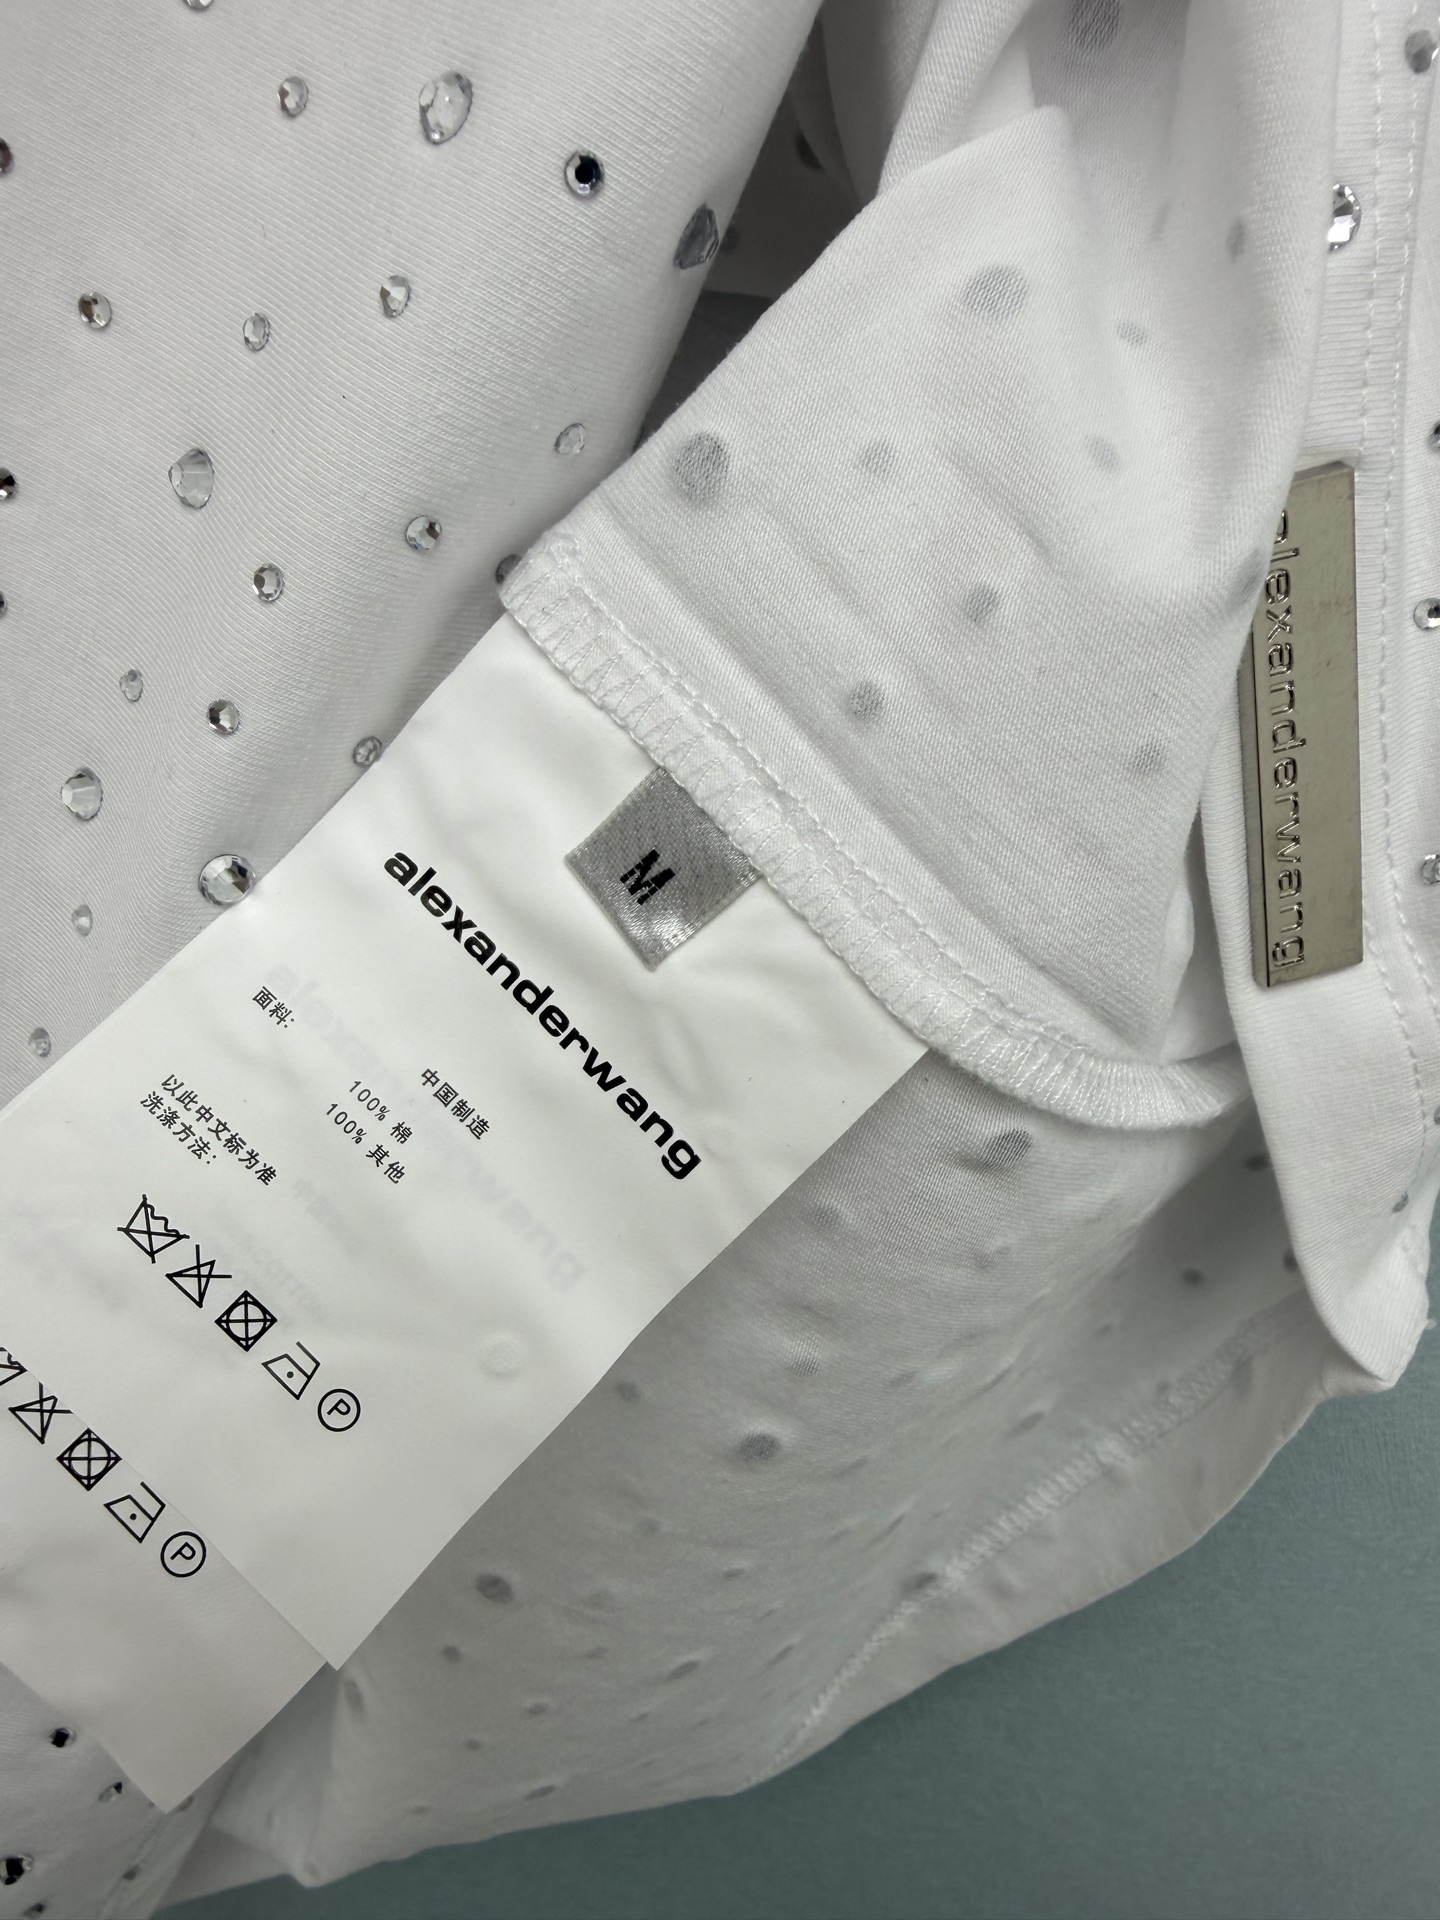 M
alexanderwang
alexanderwang
中国制造
面料:
100% 棉
100% 其他
以此中文标为准
洗涤方法:
P
P